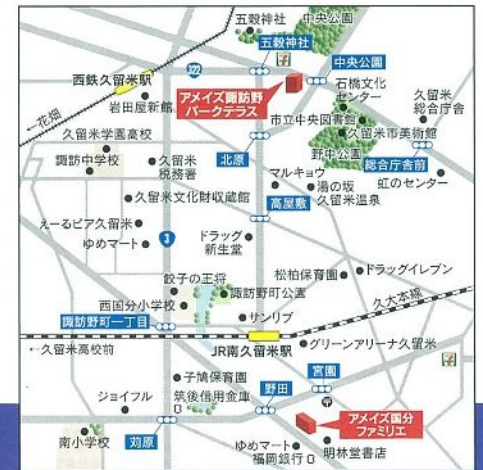 五穀神社
中央公園
五穀神社
中央公園
西鉄久留米駅
322
岩田屋新館
アメイズ諏訪野
パークテラス
石橋文化
センター
久留米
総合庁舎
←花畑
市立中央図書館
久留米市美術館
久留米学園高校
諏訪中学校
久留米
税務署
北原
野中公園
総合庁舎前
マルキョウ
湯の坂
久留米温泉
虹のセンター
久留米文化財収蔵館
高屋敷
えーるピア久留米
ゆめマート
3
ドラッグ
新生堂
松柏保育園
ドラッグイレブン
餃子の王将
西国分小学校
諏訪野町公園
久大本線
諏訪野町一丁目
サンリブ
←久留米高校前
JR南久留米駅
グリーンアリーナ久留米
子鳩保育園
宮園
ジョイフル
筑後信用金庫
野田
アメイズ国分
ファミリエ
南小学校
苅原
ゆめマート
明林堂書店
福岡銀行